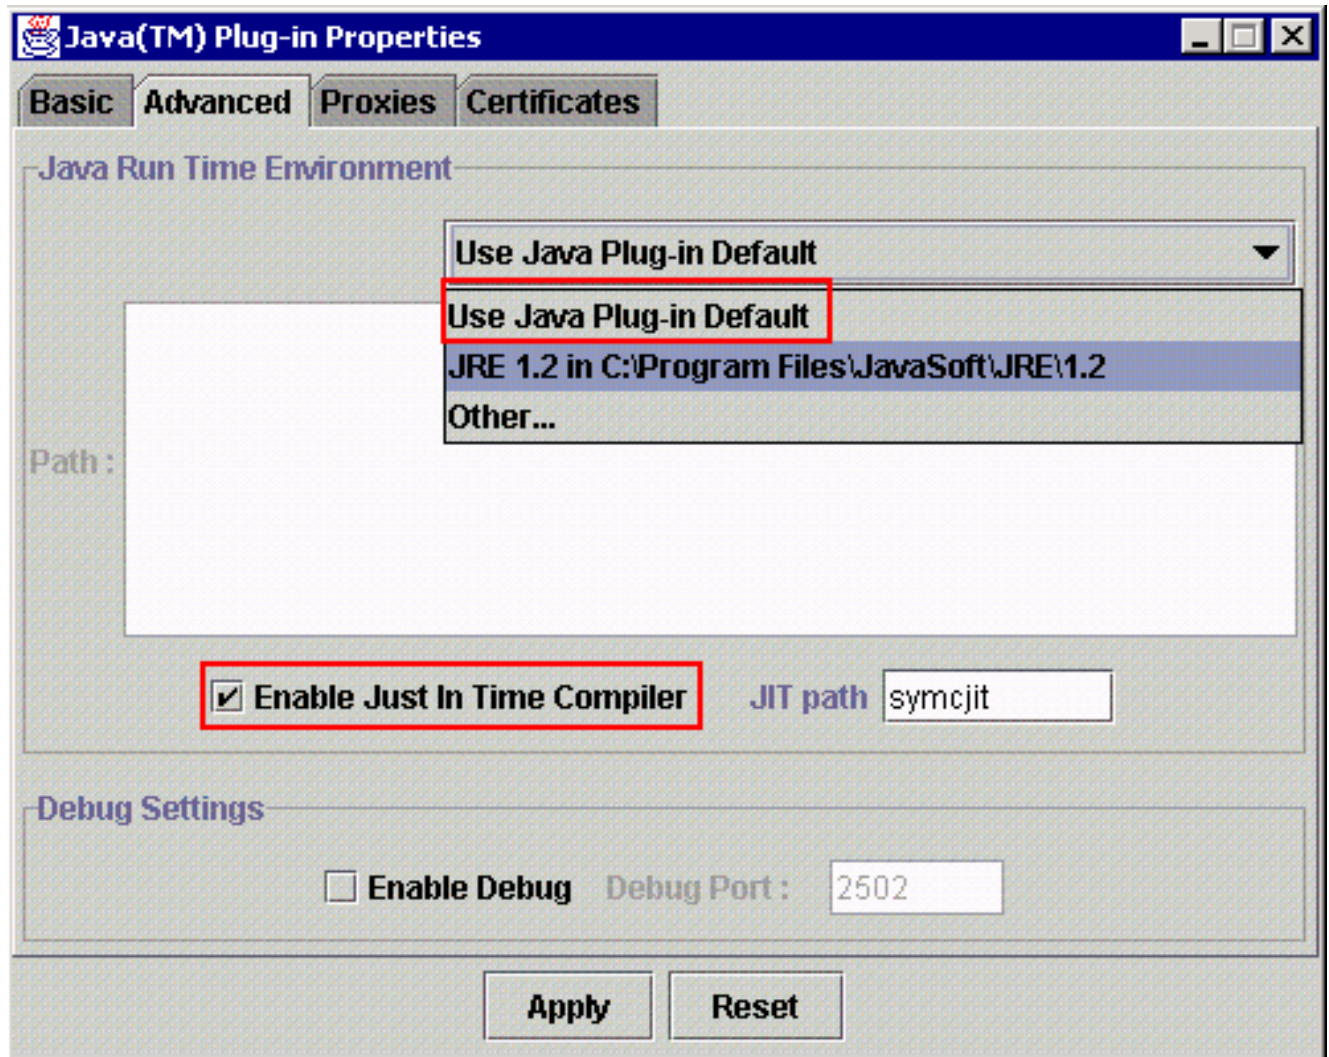 Java(TM) Plug-in Properties
Basic Advanced Proxies Certificates
Java Run Time Environment
Use Java Plug-in Default
Use Java Plug-in Default
JRE 1.2 in C:\Program Files\JavaSoft\JRE\1.2
Other...
Path :
Enable Just In Time Compiler JIT path symcjit
Debug Settings
Enable Debug Debug Port : 2502
Apply Reset